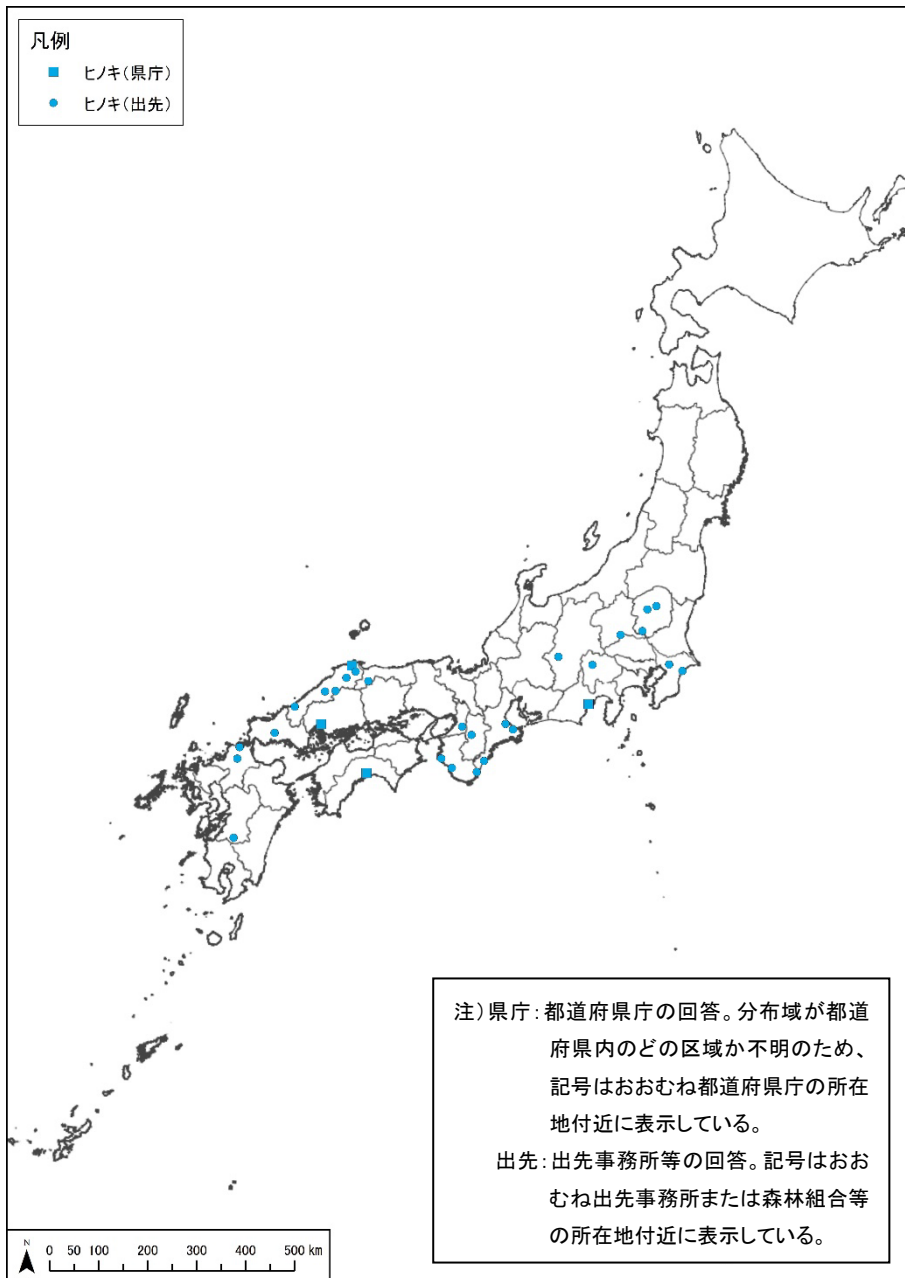 凡例
ヒノキ(県庁)
ヒノキ(出先)
注)県庁:都道府県庁の回答。分布域が都道
府県内のどの区域か不明のため、
記号はおおむね都道府県庁の所在
地付近に表示している。
出先:出先事務所等の回答。記号はおお
むね出先事務所または森林組合等
の所在地付近に表示している。
N
0 50 100 200 300 400 500 km